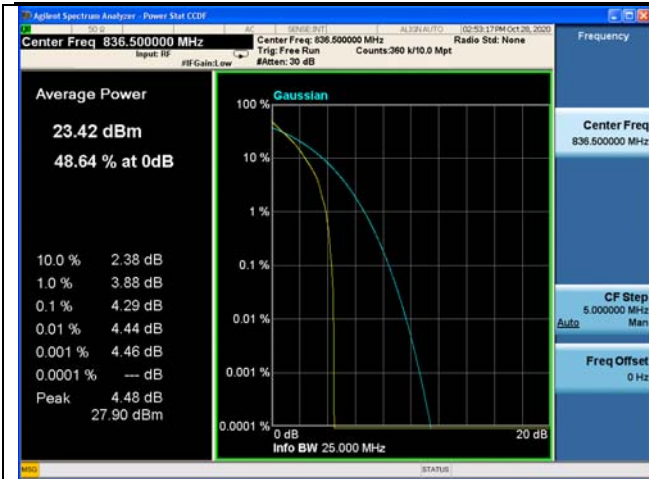 Agilent Spectrum Analyzer - Power Stat CCDF
50 Ω AC SENSE:INT ALIGN AUTO 02:53:17 PM Oct 28, 2020
Center Freq 836.500000 MHz
Input: RF
#IFGain:Low
Center Freq: 836.500000 MHz
Radio Std: None
Trig: Free Run
Counts:360 k/10.0 Mpt
#Atten: 30 dB
Average Power
23.42 dBm
48.64 % at 0dB
10.0 % 2.38 dB
1.0 % 3.88 dB
0.1 % 4.29 dB
0.01 % 4.44 dB
0.001 % 4.46 dB
0.0001 % --- dB
Peak 4.48 dB
27.90 dBm
Gaussian
100 %
10 %
1 %
0.1 %
0.01 %
0.001 %
0.0001 %
0 dB
20 dB
Info BW 25.000 MHz
Frequency
Center Freq
836.500000 MHz
CF Step
5.000000 MHz
Auto Man
Freq Offset
0 Hz
MSG
STATUS